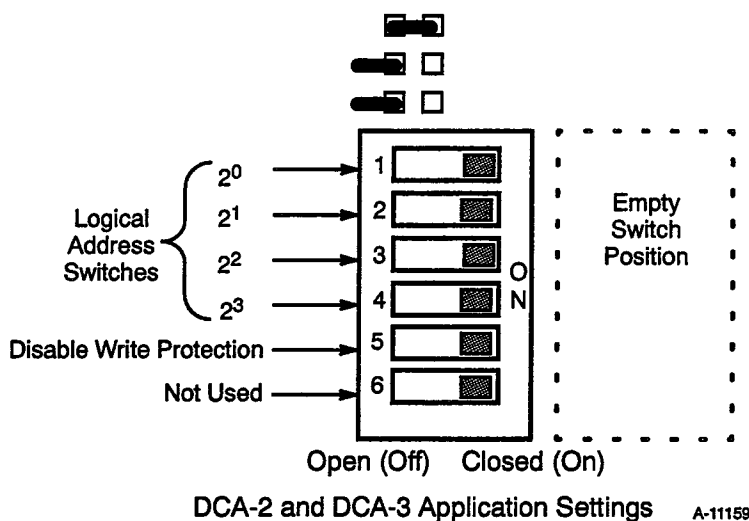 2⁰
2¹
2²
2³
Logical
Address
Switches
Disable Write Protection
Not Used
1
2
3
4
5
6
O
N
Empty
Switch
Position
Open (Off) Closed (On)
DCA-2 and DCA-3 Application Settings A-11159